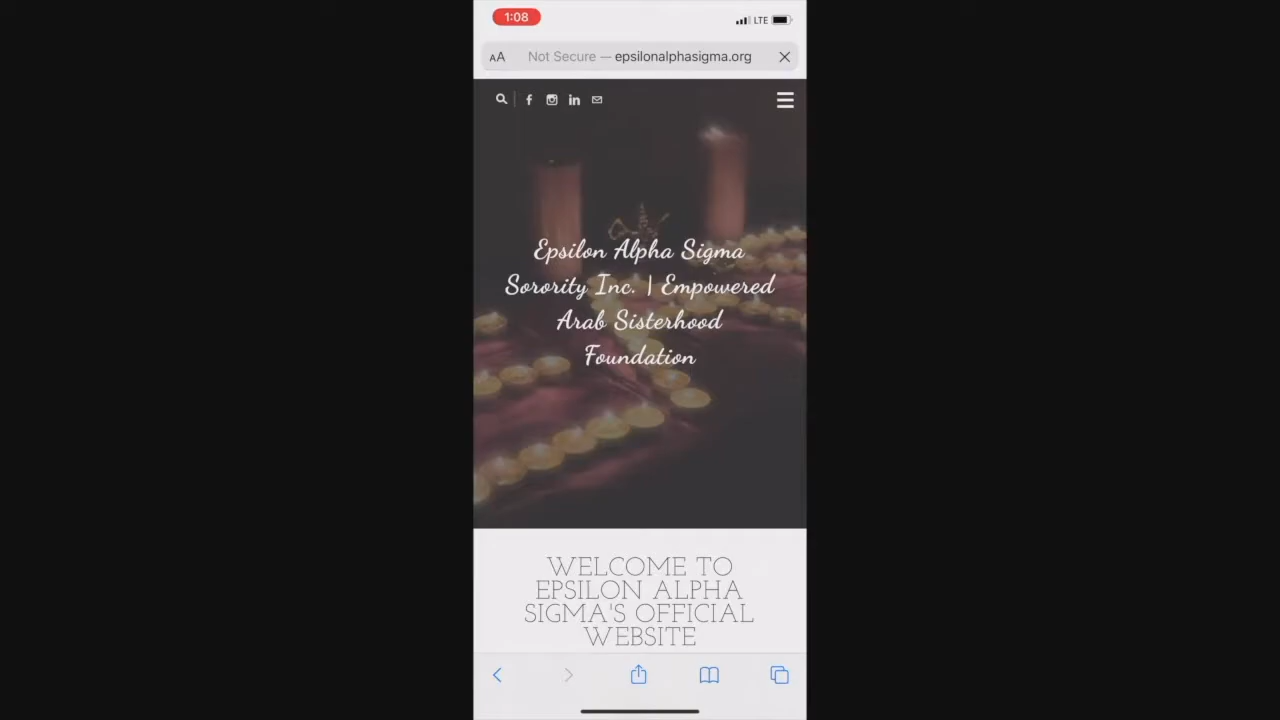 1:08
LTE
AA Not Secure — epsilonalphasigma.org
Epsilon Alpha Sigma
Sorority Inc. | Empowered
Arab Sisterhood
Foundation
WELCOME TO
EPSILON ALPHA
SIGMA'S OFFICIAL
WEBSITE